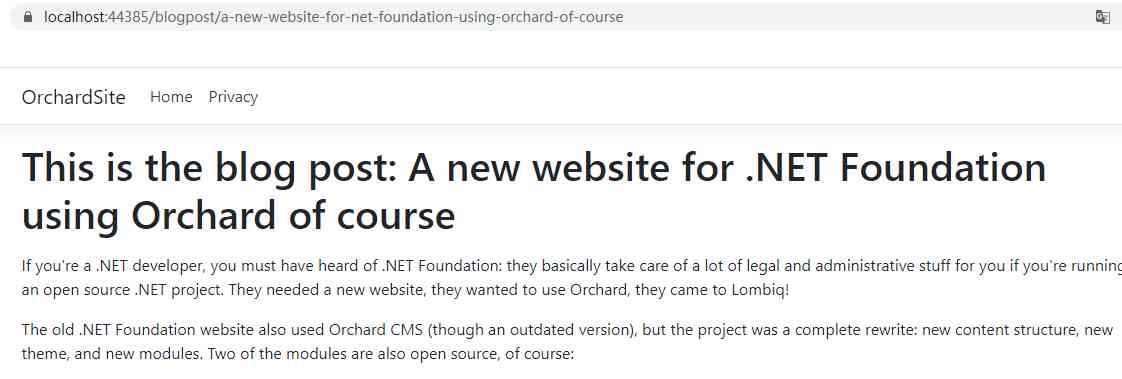 localhost:44385/blogpost/a-new-website-for-net-foundation-using-orchard-of-course
OrchardSite Home Privacy
This is the blog post: A new website for .NET Foundation
using Orchard of course
If you're a .NET developer, you must have heard of .NET Foundation: they basically take care of a lot of legal and administrative stuff for you if you're running
an open source .NET project. They needed a new website, they wanted to use Orchard, they came to Lombiq!
The old .NET Foundation website also used Orchard CMS (though an outdated version), but the project was a complete rewrite: new content structure, new
theme, and new modules. Two of the modules are also open source, of course: